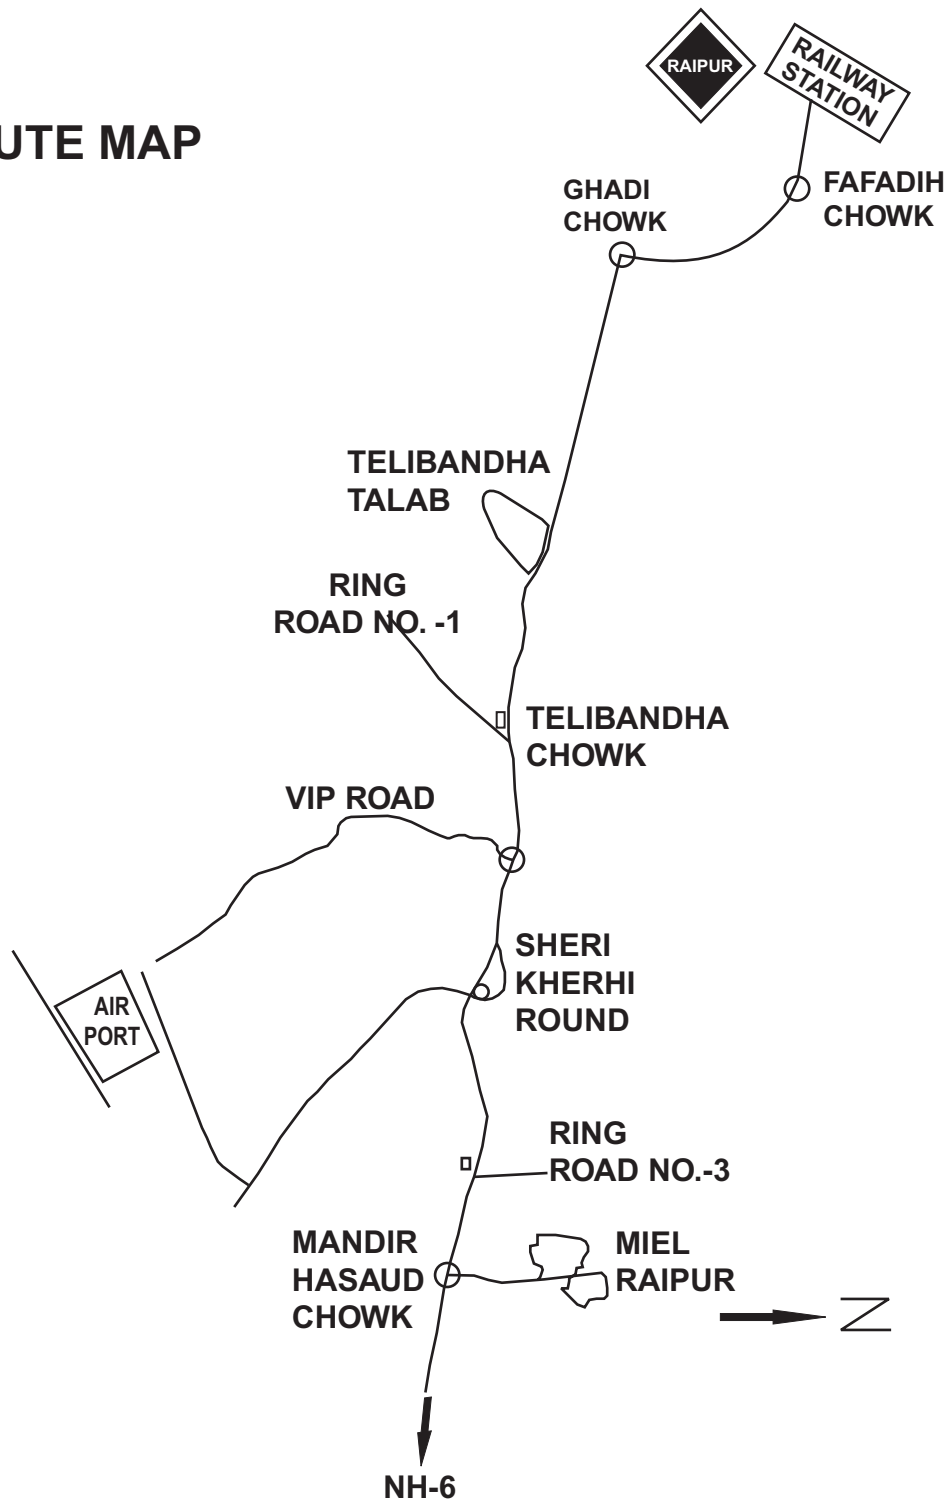 RAIPUR
RAILWAY
STATION
UTE MAP
GHADI
CHOWK
FAFADIH
CHOWK
TELIBANDHA
TALAB
RING
ROAD NO. -1
TELIBANDHA
CHOWK
VIP ROAD
SHERI
KHERHI
ROUND
AIR
PORT
RING
ROAD NO.-3
MANDIR
HASAUD
CHOWK
MIEL
RAIPUR
N
NH-6